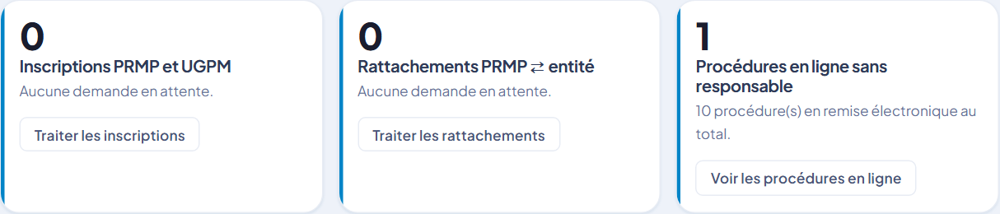 0
Inscriptions PRMP et UGPM
Aucune demande en attente.
Traiter les inscriptions
0
Rattachements PRMP ⇄ entité
Aucune demande en attente.
Traiter les rattachements
1
Procédures en ligne sans
responsable
10 procédure(s) en remise électronique au
total.
Voir les procédures en ligne